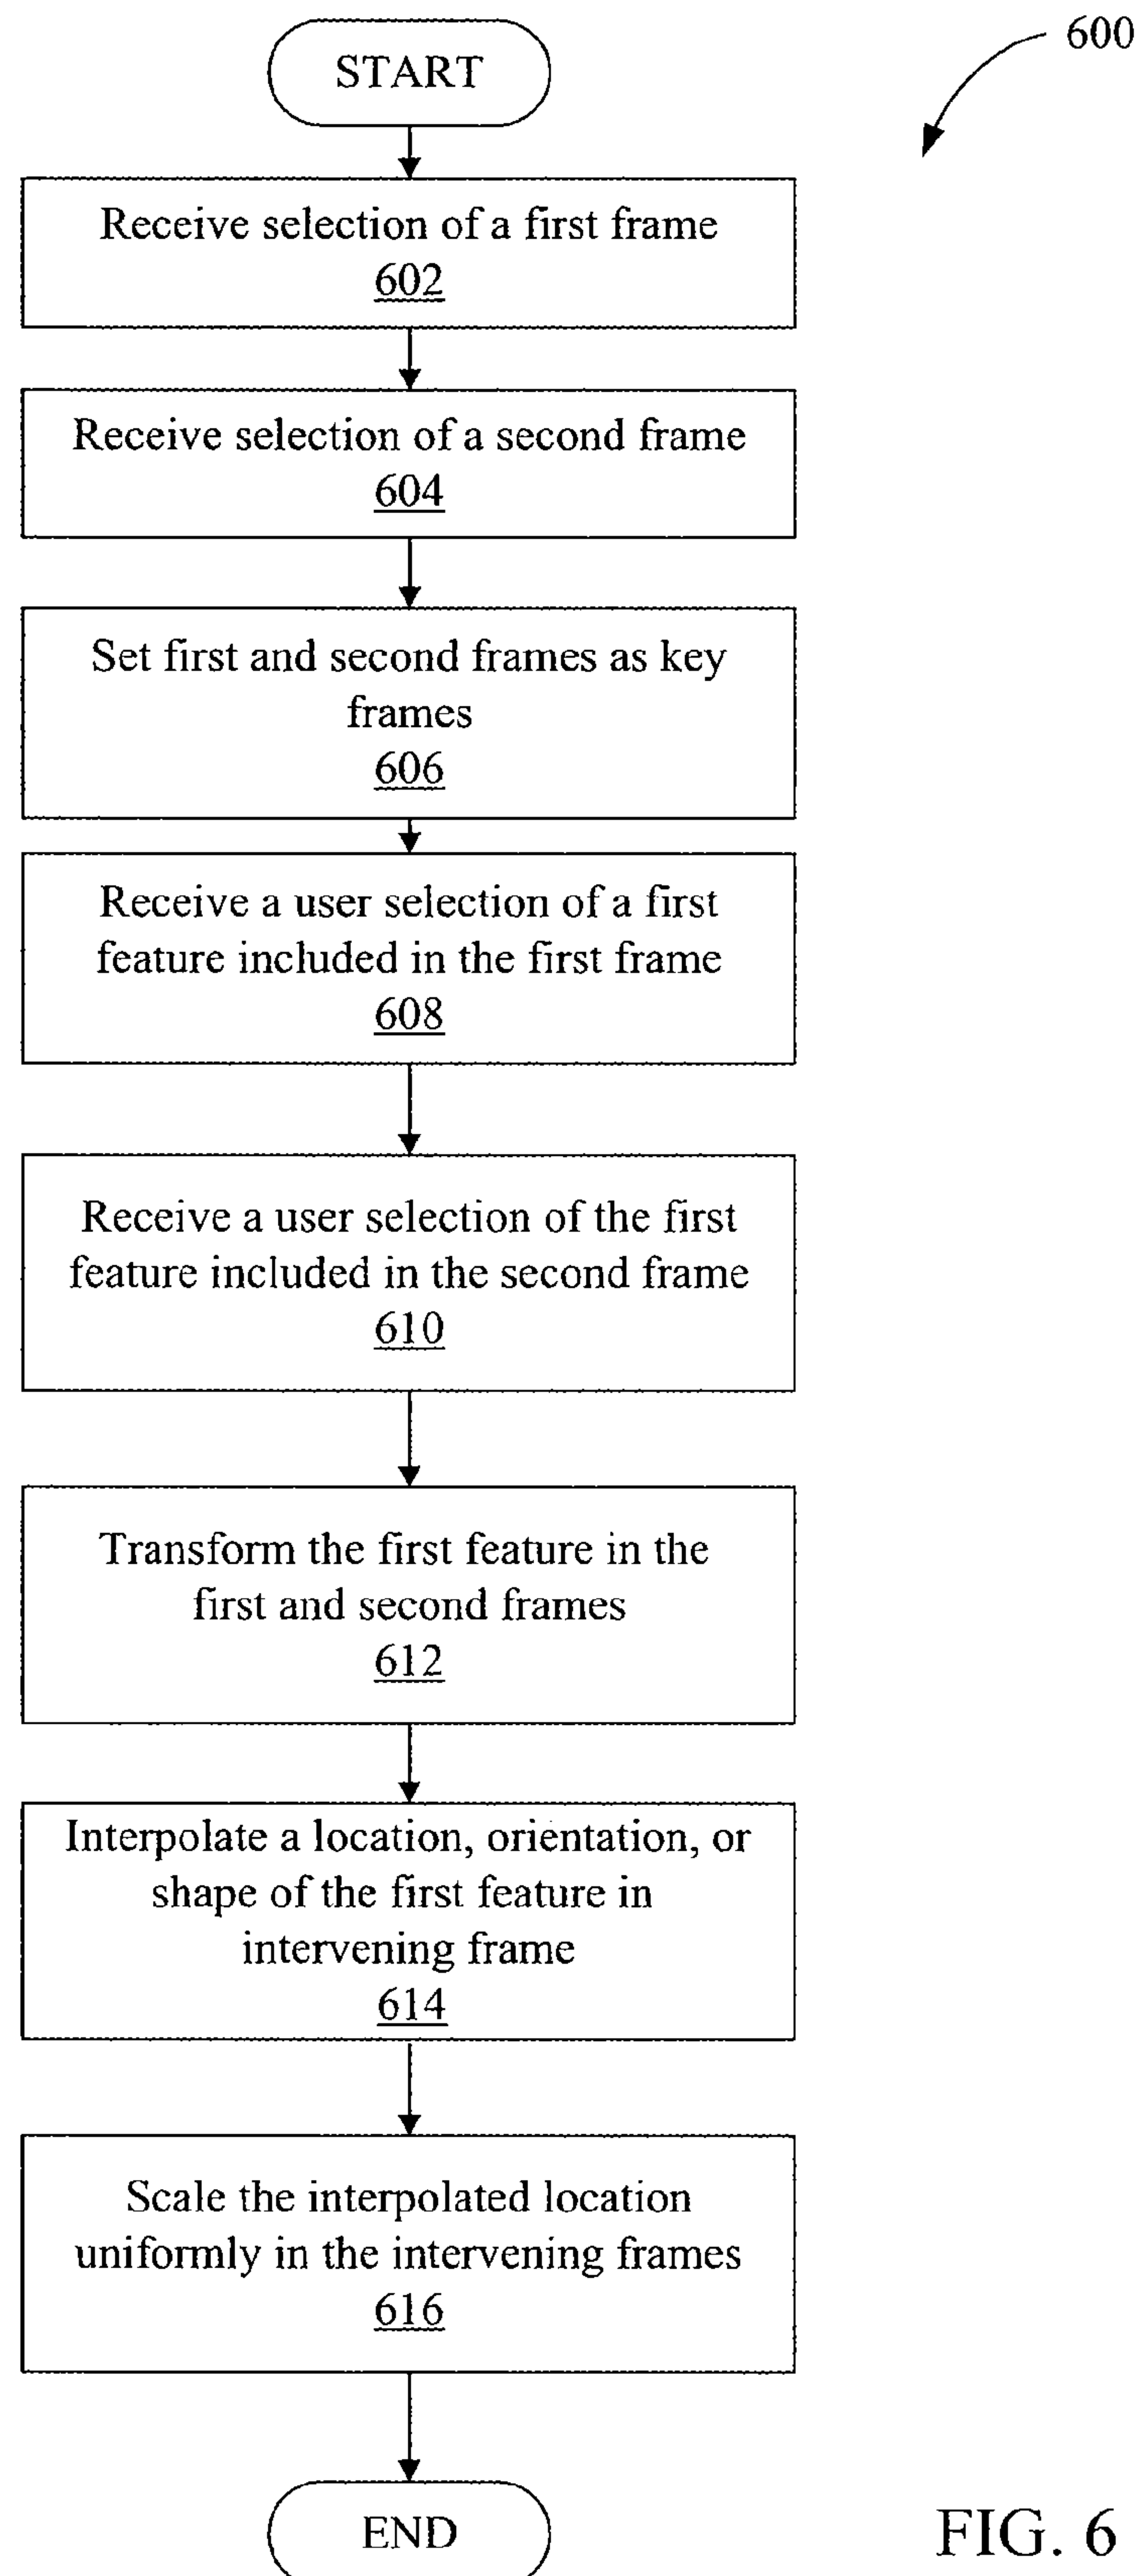 600
START
Receive selection of a first frame
602
Receive selection of a second frame
604
Set first and second frames as key
frames
606
Receive a user selection of a first
feature included in the first frame
608
Receive a user selection of the first
feature included in the second frame
610
Transform the first feature in the
first and second frames
612
Interpolate a location, orientation, or
shape of the first feature in
intervening frame
614
Scale the interpolated location
uniformly in the intervening frames
616
END
FIG. 6